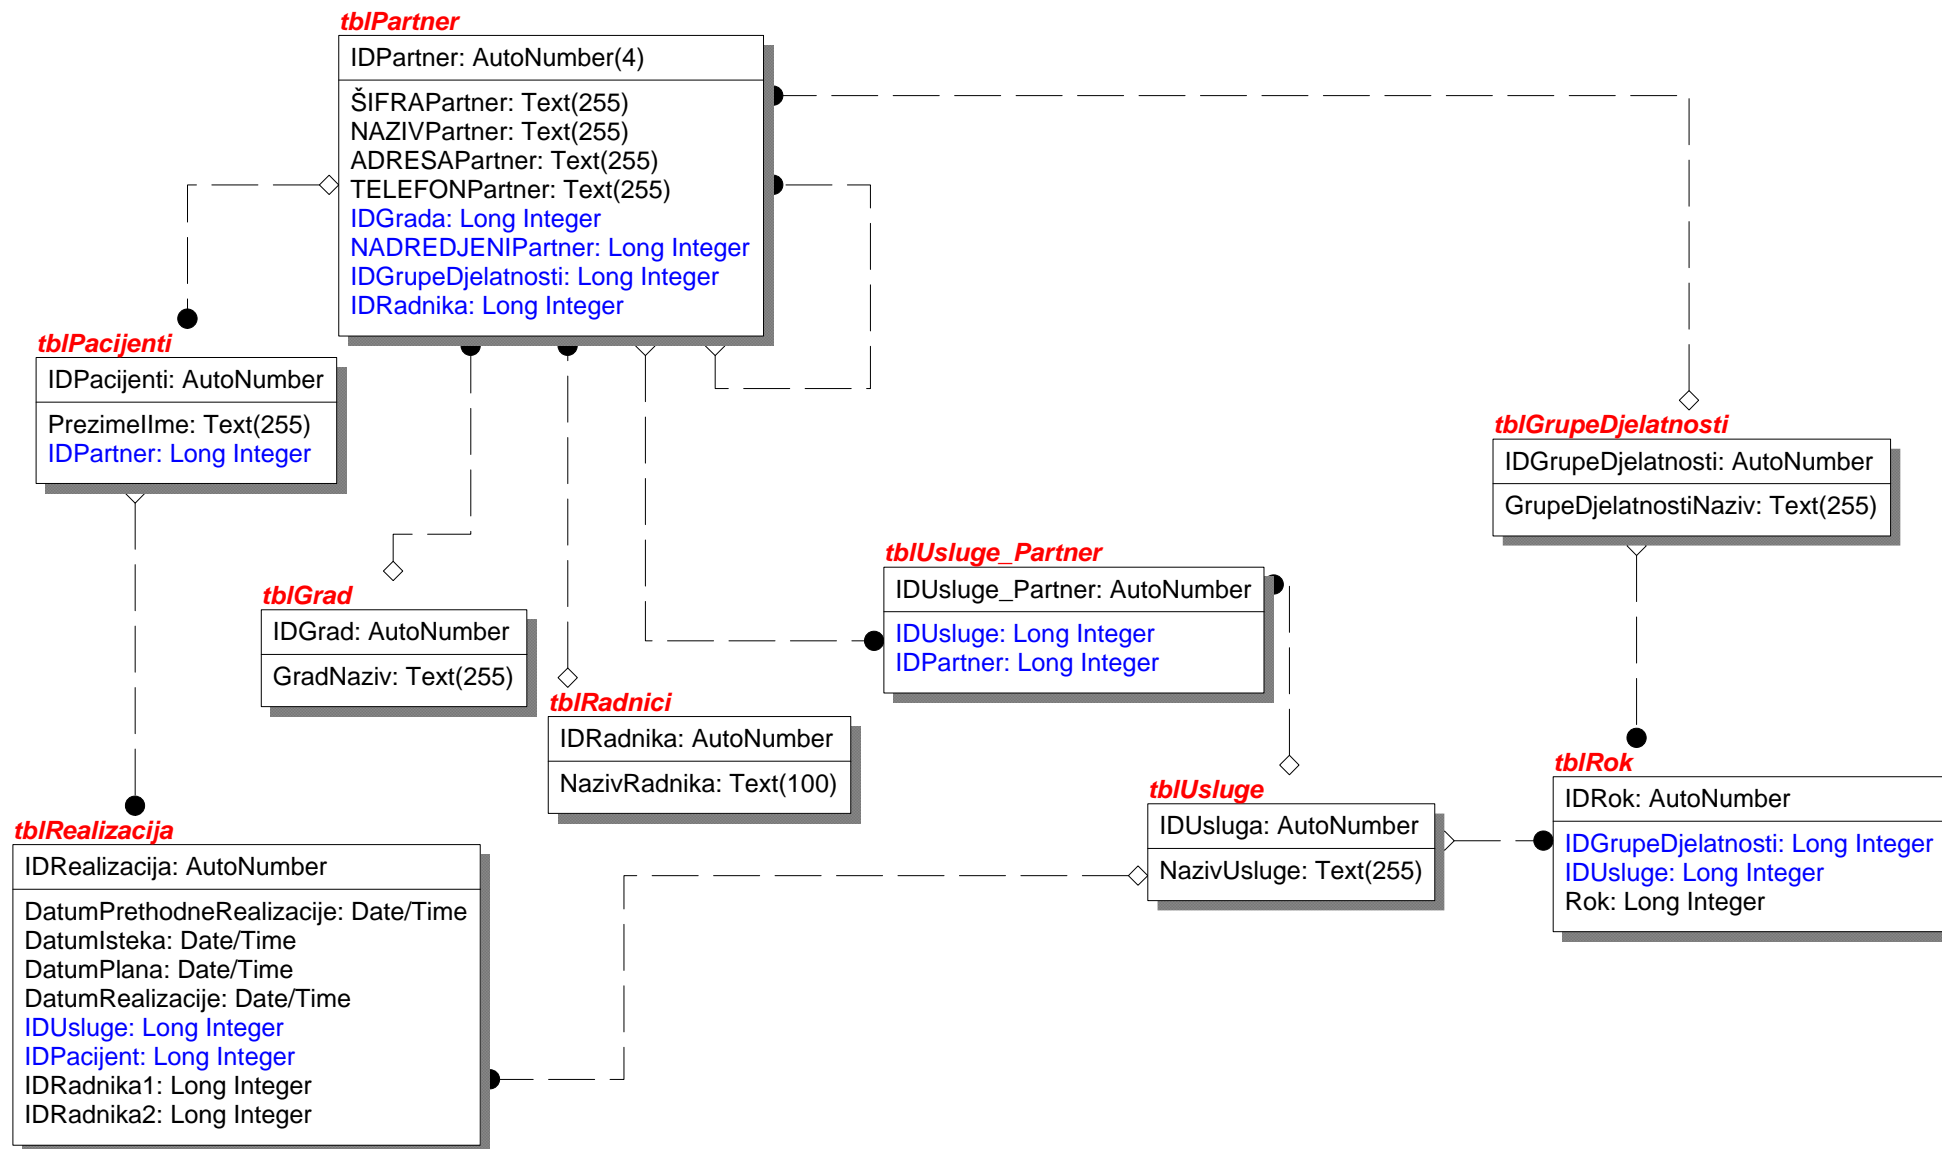 tblPartner
IDPartner: AutoNumber(4)
ŠIFRAPartner: Text(255)
NAZIVPartner: Text(255)
ADRESAPartner: Text(255)
TELEFONPartner: Text(255)
IDGrada: Long Integer
NADREDJENIPartner: Long Integer
IDGrupeDjelatnosti: Long Integer
IDRadnika: Long Integer
tblPacijenti
IDPacijenti: AutoNumber
PrezimeIIme: Text(255)
IDPartner: Long Integer
tblGrupeDjelatnosti
IDGrupeDjelatnosti: AutoNumber
GrupeDjelatnostiNaziv: Text(255)
tblUsluge_Partner
IDUsluge_Partner: AutoNumber
IDUsluge: Long Integer
IDPartner: Long Integer
tblGrad
IDGrad: AutoNumber
GradNaziv: Text(255)
tblRadnici
IDRadnika: AutoNumber
NazivRadnika: Text(100)
tblRok
IDRok: AutoNumber
IDGrupeDjelatnosti: Long Integer
IDUsluge: Long Integer
Rok: Long Integer
tblUsluge
IDUsluga: AutoNumber
NazivUsluge: Text(255)
tblRealizacija
IDRealizacija: AutoNumber
DatumPrethodneRealizacije: Date/Time
DatumIsteka: Date/Time
DatumPlana: Date/Time
DatumRealizacije: Date/Time
IDUsluge: Long Integer
IDPacijent: Long Integer
IDRadnika1: Long Integer
IDRadnika2: Long Integer